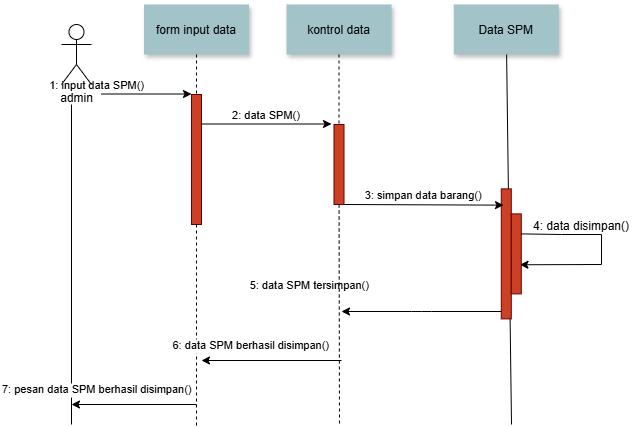 form input data
kontrol data
Data SPM
1: input data SPM()
admin
2: data SPM()
3: simpan data barang()
4: data disimpan()
5: data SPM tersimpan()
6: data SPM berhasil disimpan()
7: pesan data SPM berhasil disimpan()